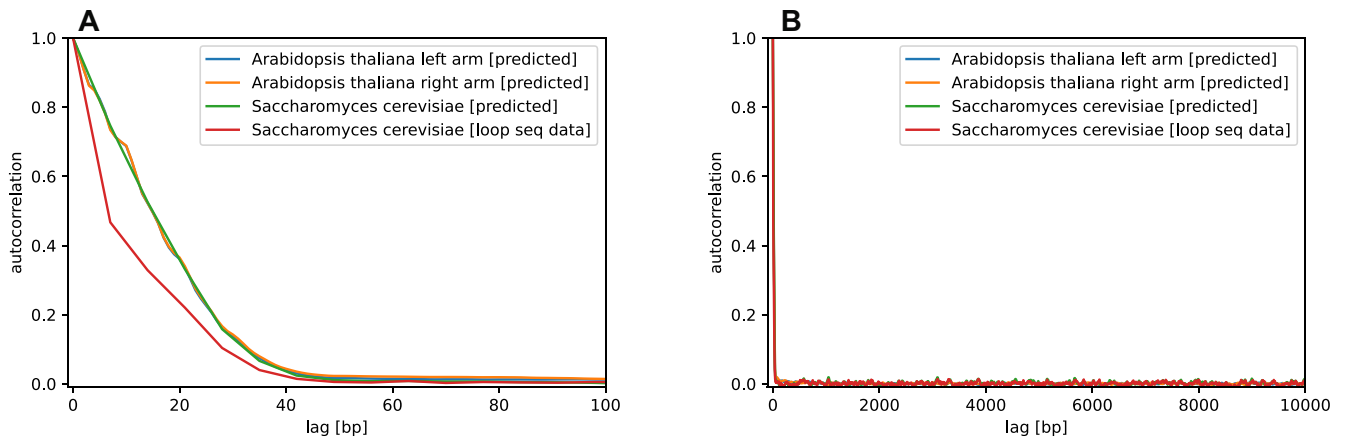 A
1.0
0.8
0.6
0.4
0.2
0.0
autocorrelation
Arabidopsis thaliana left arm [predicted]
Arabidopsis thaliana right arm [predicted]
Saccharomyces cerevisiae [predicted]
Saccharomyces cerevisiae [loop seq data]
0 20 40 60 80 100
lag [bp]
B
1.0
0.8
0.6
0.4
0.2
0.0
autocorrelation
Arabidopsis thaliana left arm [predicted]
Arabidopsis thaliana right arm [predicted]
Saccharomyces cerevisiae [predicted]
Saccharomyces cerevisiae [loop seq data]
0 2000 4000 6000 8000 10000
lag [bp]